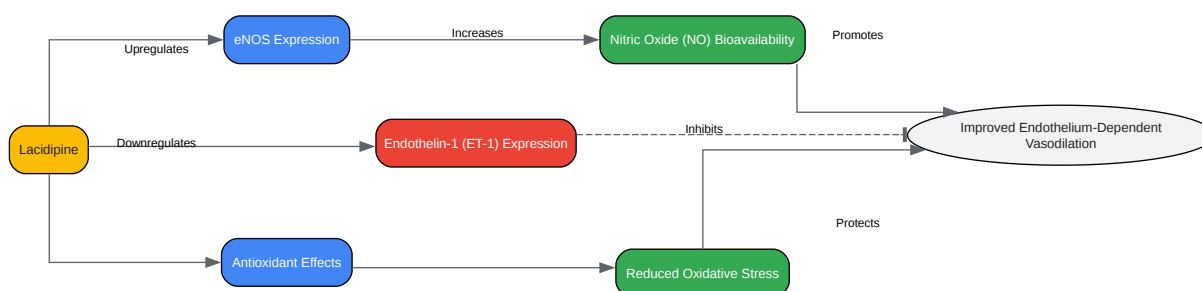 eNOS Expression
Increases
Nitric Oxide (NO) Bioavailability
Promotes
Upregulates
Lacidipine
Downregulates
Endothelin-1 (ET-1) Expression
Inhibits
Improved Endothelium-Dependent
Vasodilation
Protects
Antioxidant Effects
Reduced Oxidative Stress